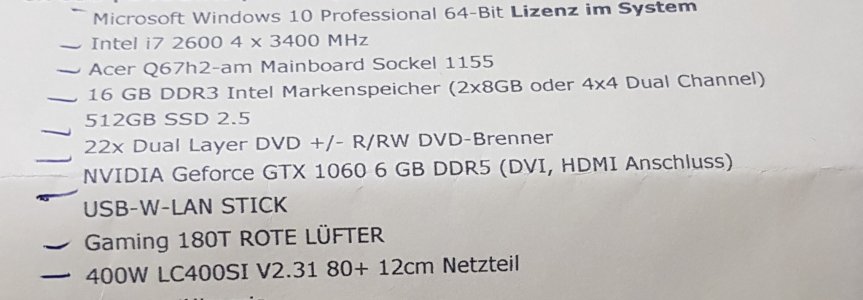 Microsoft Windows 10 Professional 64-Bit Lizenz im System
Intel i7 2600 4 x 3400 MHz
Acer Q67h2-am Mainboard Sockel 1155
16 GB DDR3 Intel Markenspeicher (2x8GB oder 4x4 Dual Channel)
512GB SSD 2.5
22x Dual Layer DVD +/- R/RW DVD-Brenner
NVIDIA Geforce GTX 1060 6 GB DDR5 (DVI, HDMI Anschluss)
USB-W-LAN STICK
Gaming 180T ROTE LÜFTER
400W LC400SI V2.31 80+ 12cm Netzteil